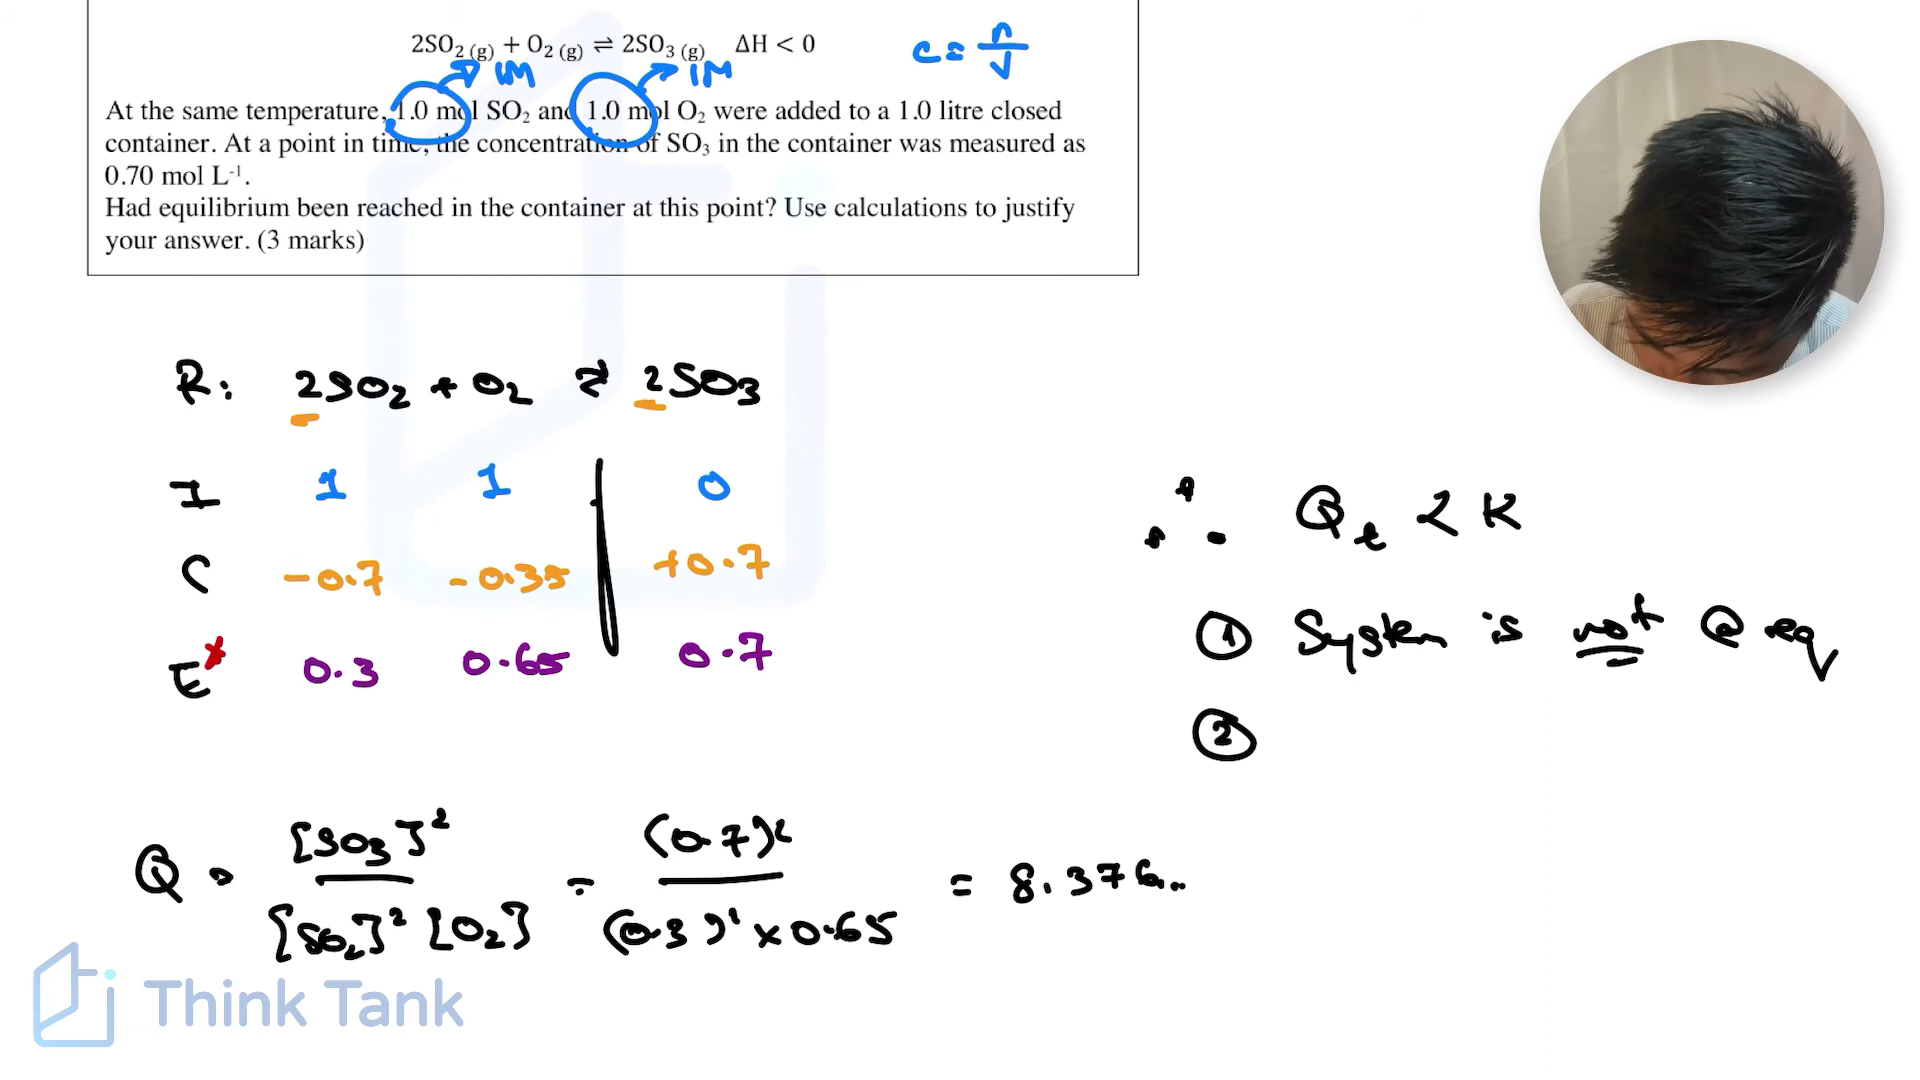 2SO₂ (g) + O₂ (g) ⇌ 2SO₃ (g) ΔH < 0
c = n/V
1M 1M
At the same temperature, 1.0 mol SO₂ and 1.0 mol O₂ were added to a 1.0 litre closed
container. At a point in time, the concentration of SO₃ in the container was measured as
0.70 mol L⁻¹.
Had equilibrium been reached in the container at this point? Use calculations to justify
your answer. (3 marks)
R: 2SO₂ + O₂ ⇌ 2SO₃
I 1 1 0
C -0.7 -0.35 +0.7
E* 0.3 0.65 0.7
∴ Qₜ < K
① System is not @ eq
②
Q = [SO₃]² / [SO₂]² [O₂] = (0.7)² / (0.3)² × 0.65 = 8.376...
Think Tank